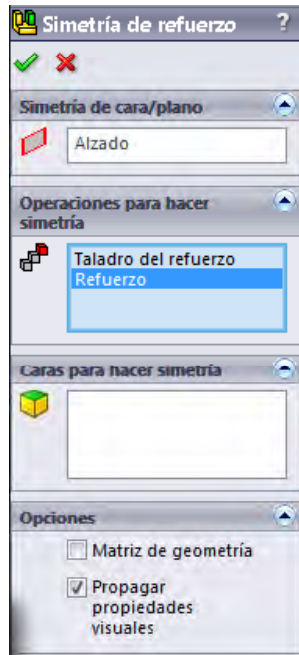 Simetría de refuerzo ?
Simetría de cara/plano
Alzado
Operaciones para hacer
simetría
Taladro del refuerzo
Refuerzo
Caras para hacer simetría
Opciones
Matriz de geometría
Propagar
propiedades
visuales